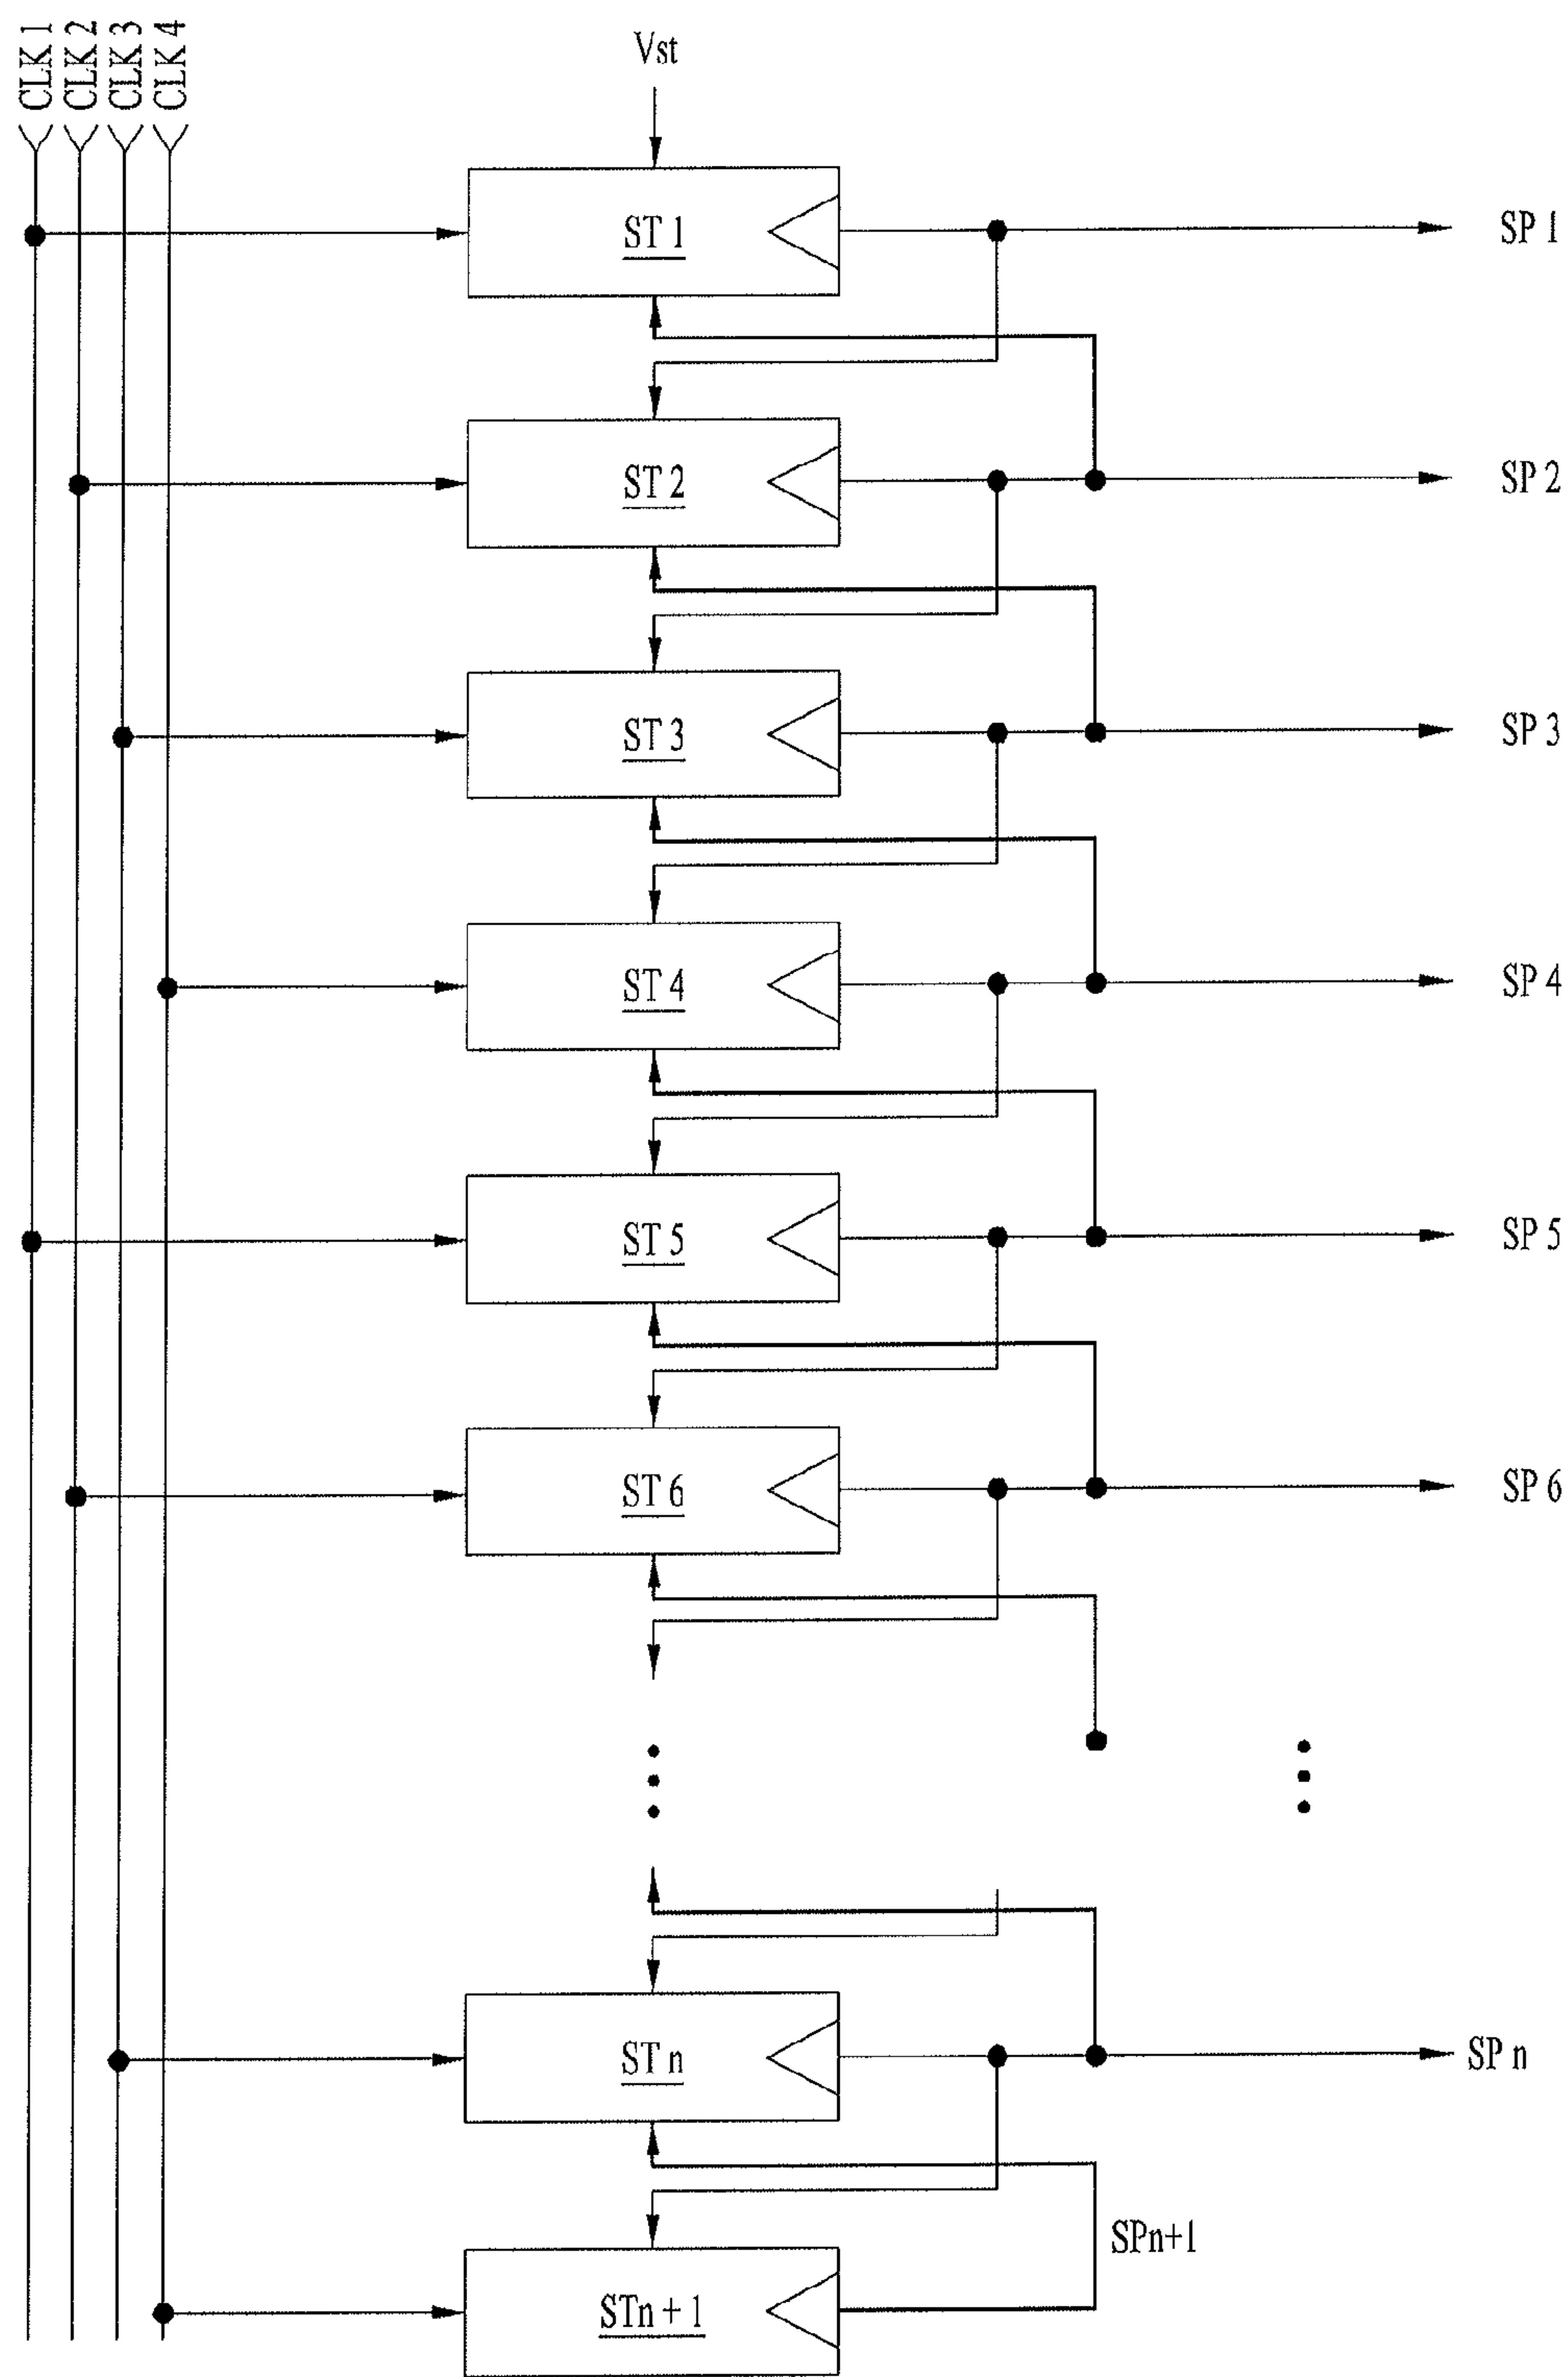 CLK 1
CLK 2
CLK 3
CLK 4
Vst
ST 1
SP 1
ST 2
SP 2
ST 3
SP 3
ST 4
SP 4
ST 5
SP 5
ST 6
SP 6
ST n
SP n
SPn+1
STn + 1